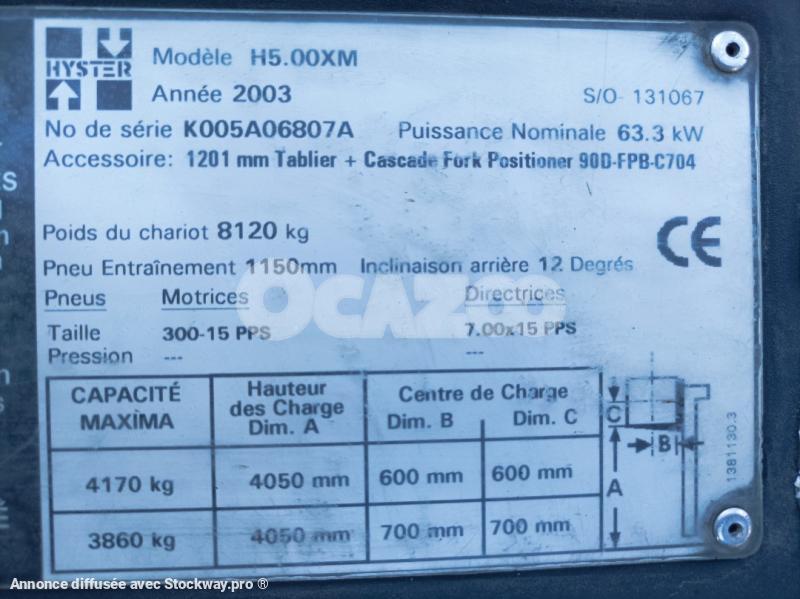 HYSTER
Modèle H5.00XM
Année 2003
S/O- 131067
No de série K005A06807A Puissance Nominale 63.3 kW
Accessoire: 1201 mm Tablier + Cascade Fork Positioner 90D-FPB-C704
Poids du chariot 8120 kg
CE
Pneu Entraînement 1150mm Inclinaison arrière 12 Degrés
Pneus Motrices Directrices
OCAZOO
Taille 300-15 PPS 7.00x15 PPS
Pression --- ---
CAPACITÉ MAXİMA
Hauteur des Charge Dim. A
Centre de Charge
Dim. B Dim. C
4170 kg 4050 mm 600 mm 600 mm
3860 kg 4050 mm 700 mm 700 mm
C
B
A
1381130.3
Annonce diffusée avec Stockway.pro ®